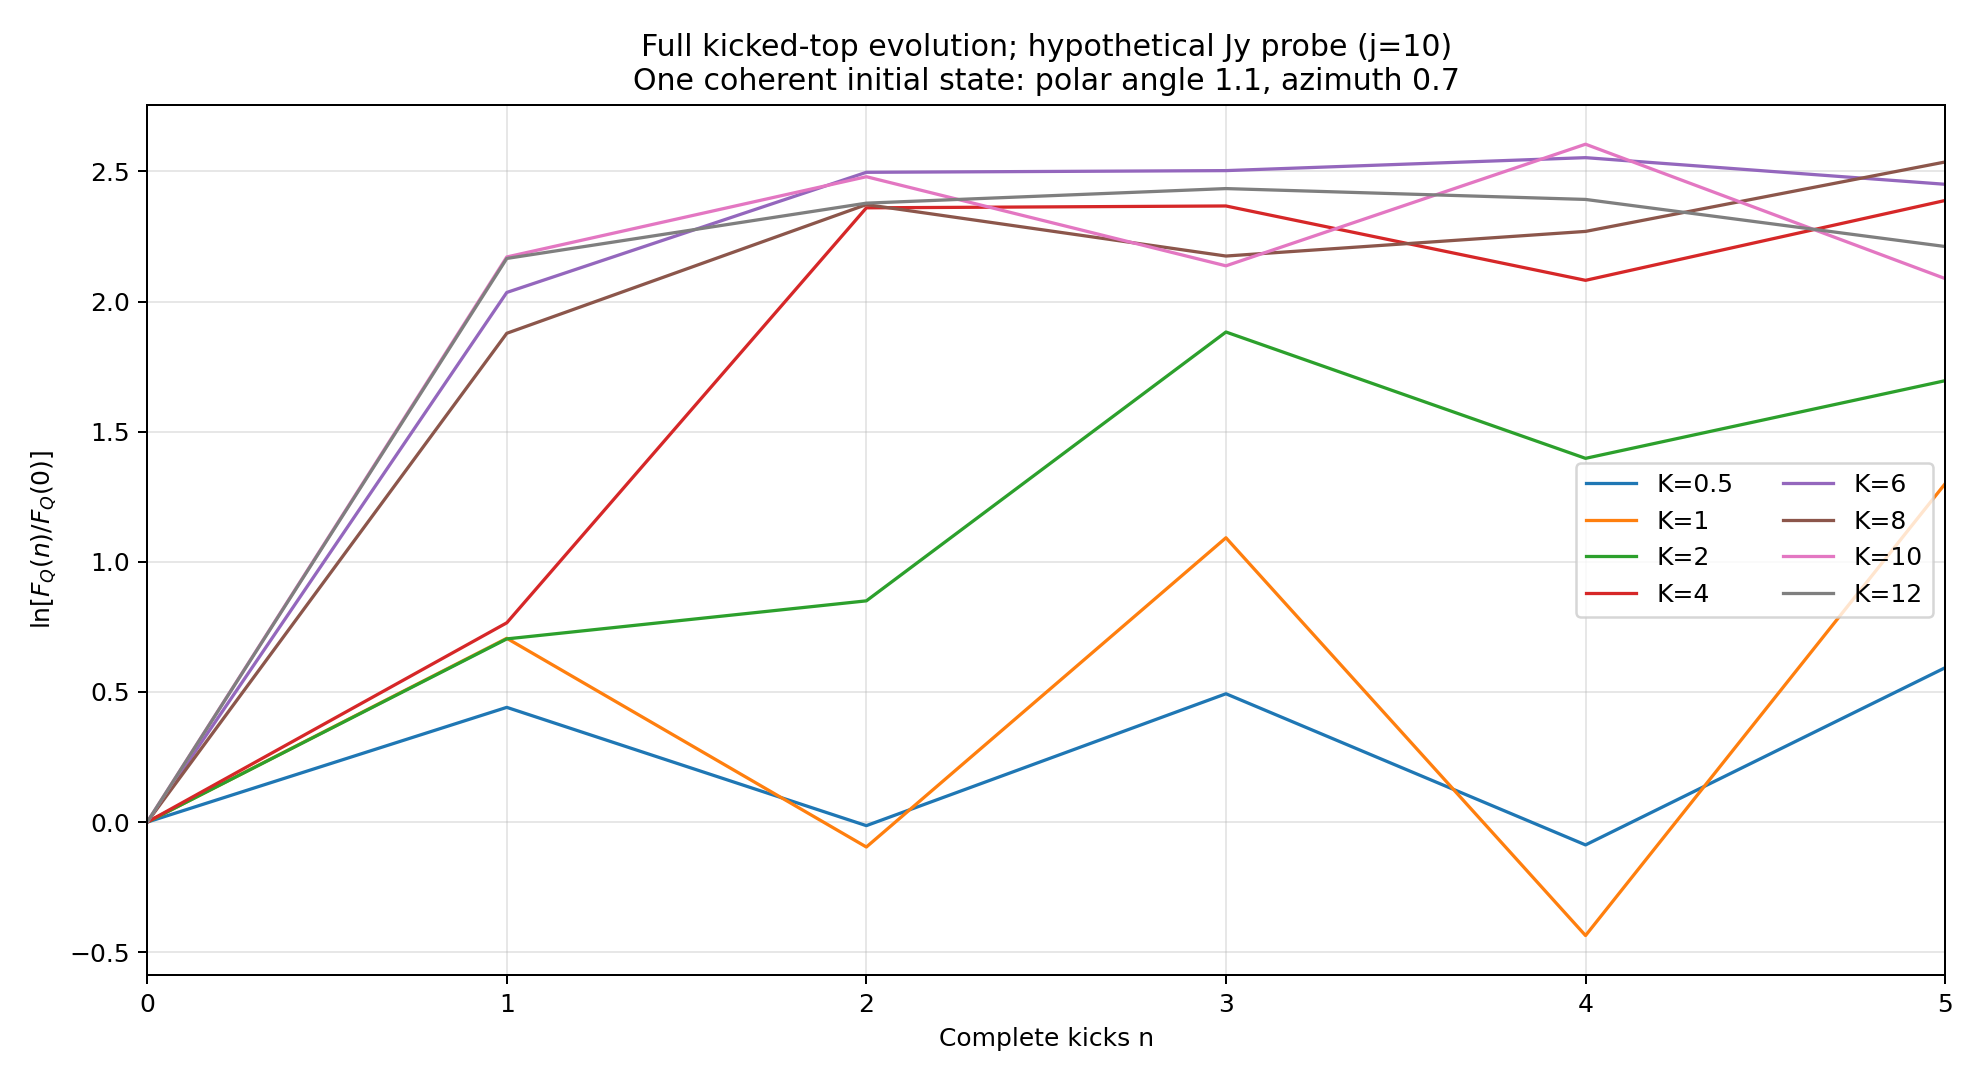 Full kicked-top evolution; hypothetical Jy probe (j=10)
One coherent initial state: polar angle 1.1, azimuth 0.7
ln[F_Q(n)/F_Q(0)]
2.5
2.0
1.5
1.0
0.5
0.0
−0.5
K=0.5
K=1
K=2
K=4
K=6
K=8
K=10
K=12
0 1 2 3 4 5
Complete kicks n